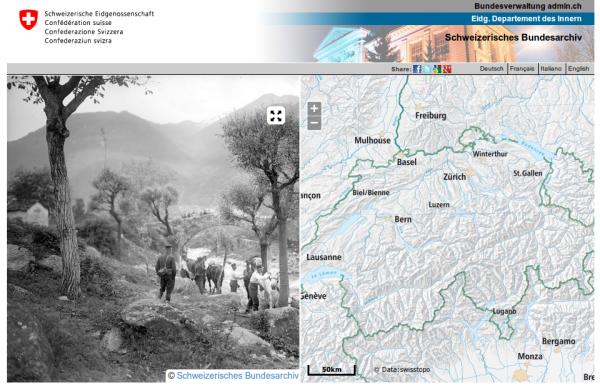 Schweizerische Eidgenossenschaft
Confédération suisse
Confederazione Svizzera
Confederaziun svizra
Bundesverwaltung admin.ch
Eidg. Departement des Innern
Schweizerisches Bundesarchiv
Share:
Deutsch | Français | Italiano | English
© Schweizerisches Bundesarchiv
+
−
Freiburg
Mulhouse
Basel
Winterthur
St. Gallen
Zürich
ançon
Biel/Bienne
Luzern
Bern
Lausanne
Genève
Lugano
Bergamo
Monza
Bre
50km
© Data: swisstopo